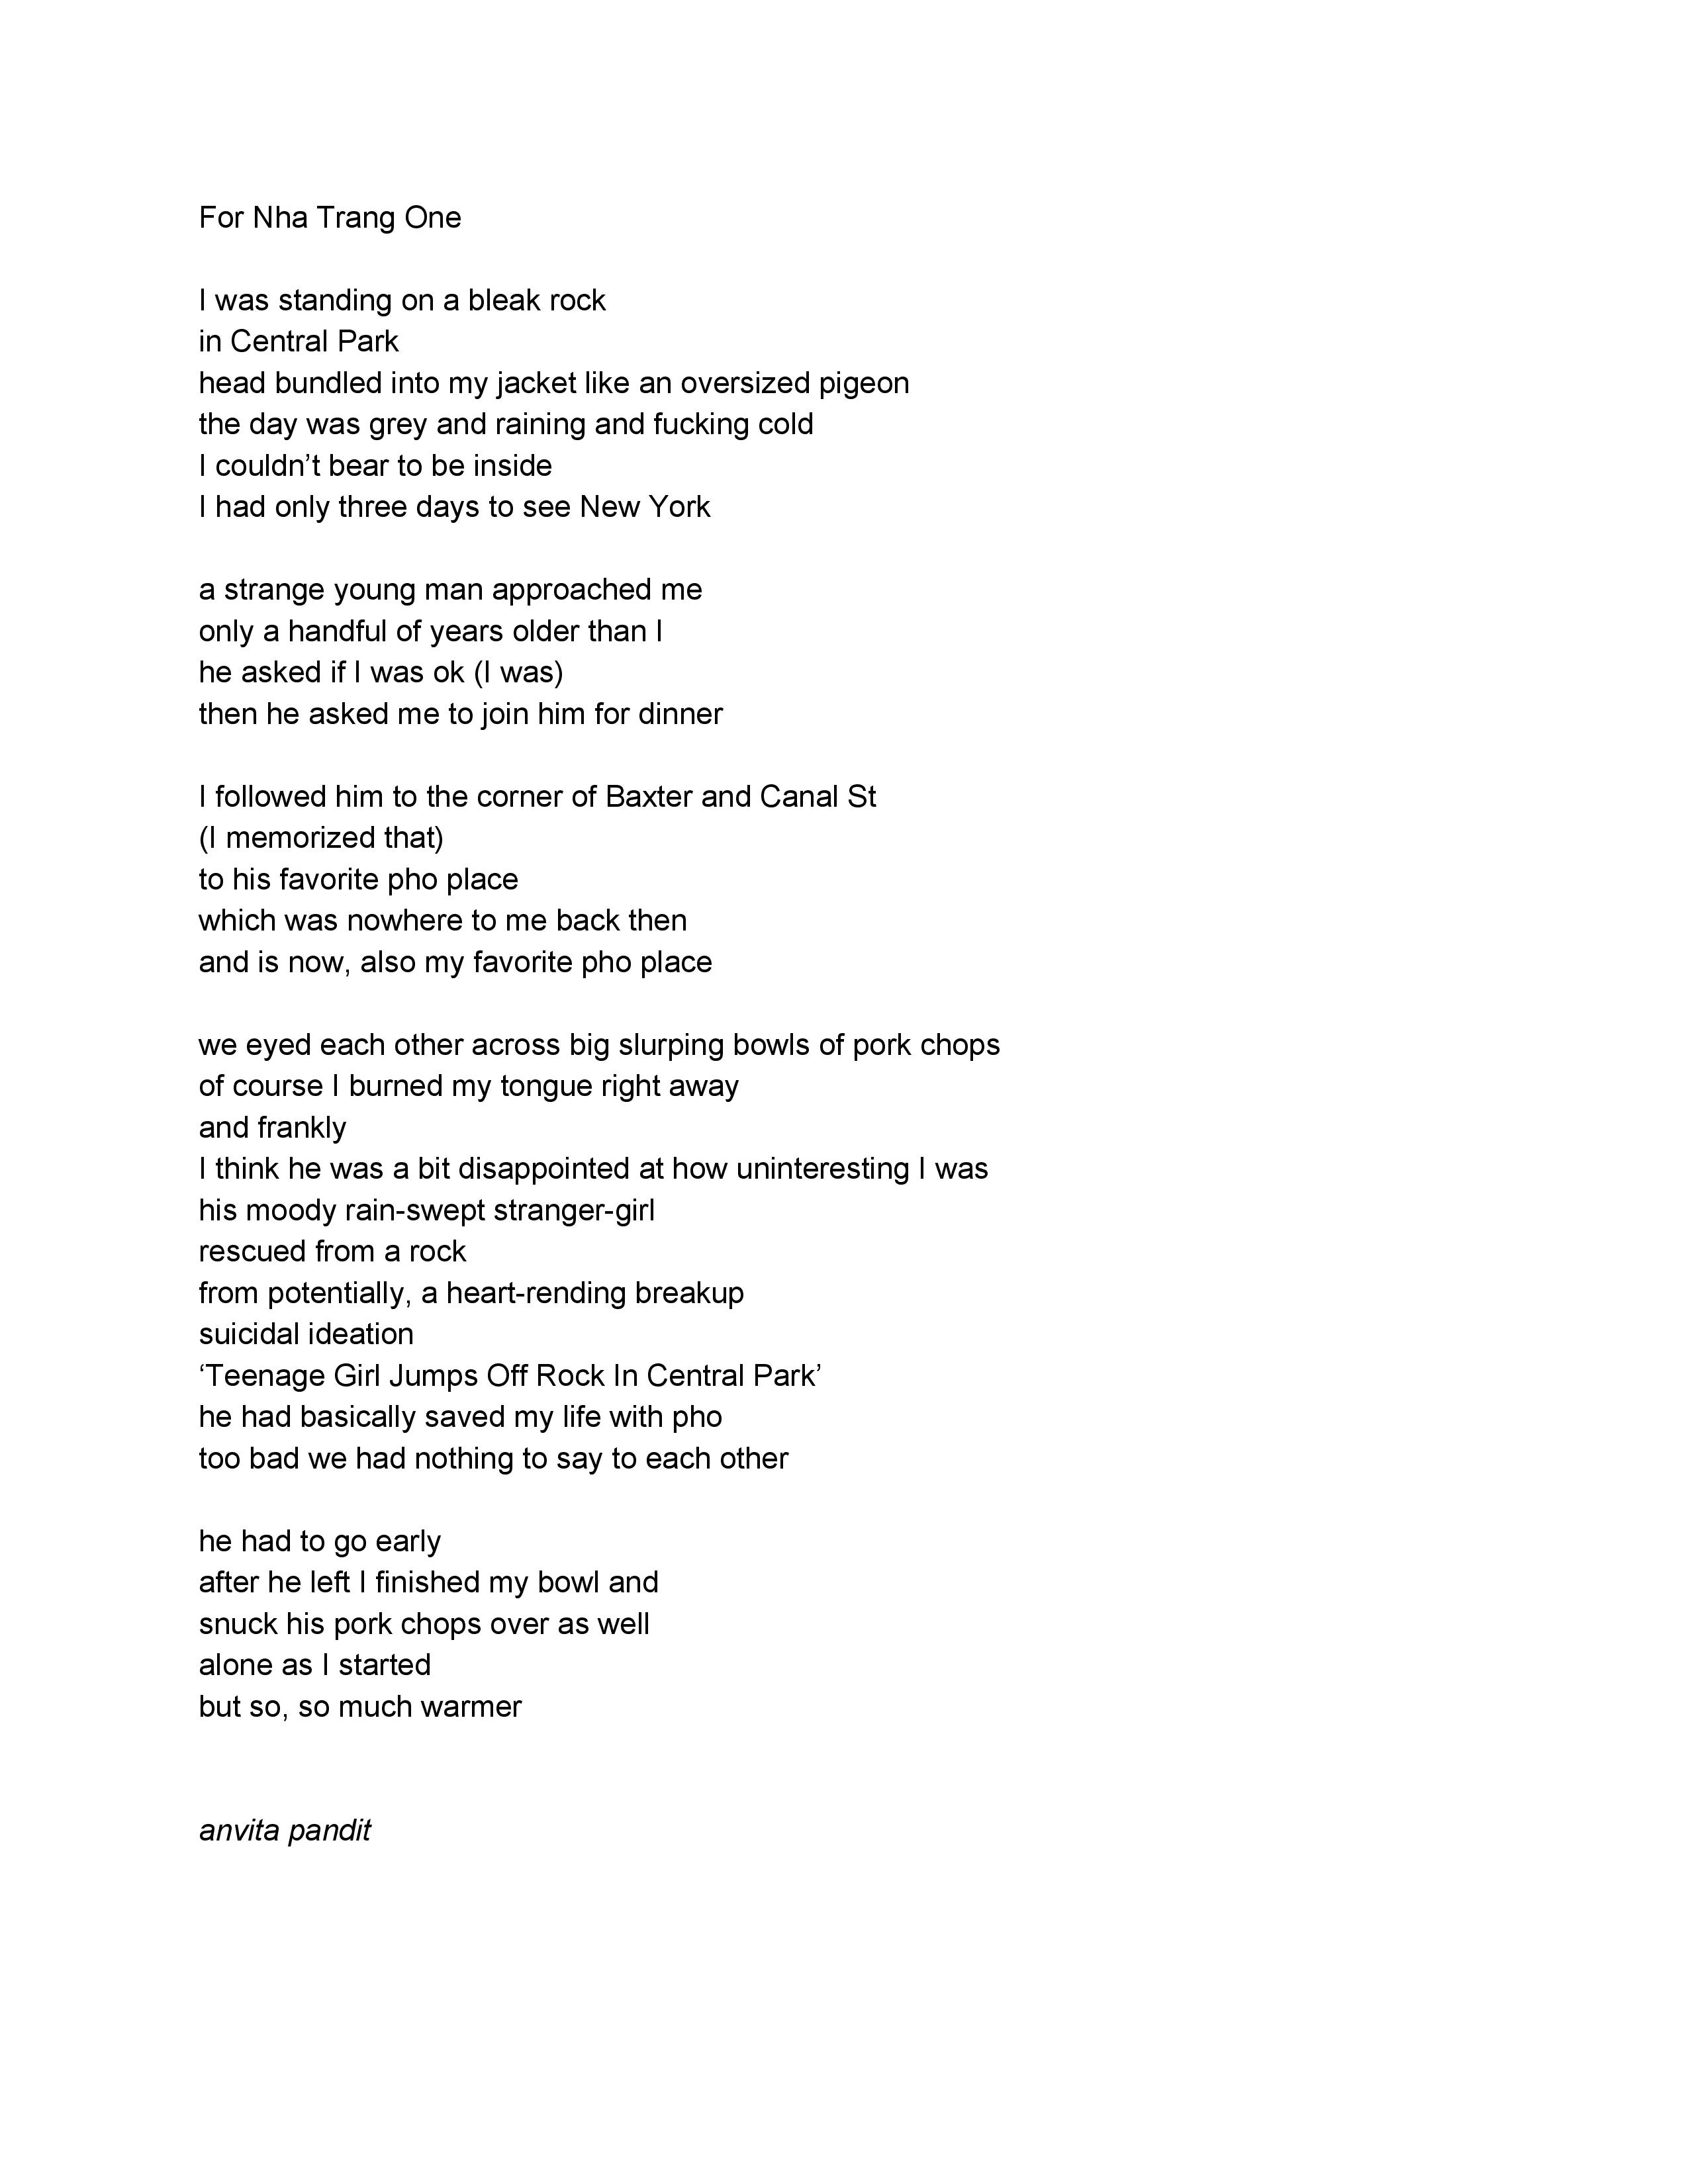 For Nha Trang One
I was standing on a bleak rock
in Central Park
head bundled into my jacket like an oversized pigeon
the day was grey and raining and fucking cold
I couldn’t bear to be inside
I had only three days to see New York
a strange young man approached me
only a handful of years older than I
he asked if I was ok (I was)
then he asked me to join him for dinner
I followed him to the corner of Baxter and Canal St
(I memorized that)
to his favorite pho place
which was nowhere to me back then
and is now, also my favorite pho place
we eyed each other across big slurping bowls of pork chops
of course I burned my tongue right away
and frankly
I think he was a bit disappointed at how uninteresting I was
his moody rain-swept stranger-girl
rescued from a rock
from potentially, a heart-rending breakup
suicidal ideation
‘Teenage Girl Jumps Off Rock In Central Park’
he had basically saved my life with pho
too bad we had nothing to say to each other
he had to go early
after he left I finished my bowl and
snuck his pork chops over as well
alone as I started
but so, so much warmer
anvita pandit